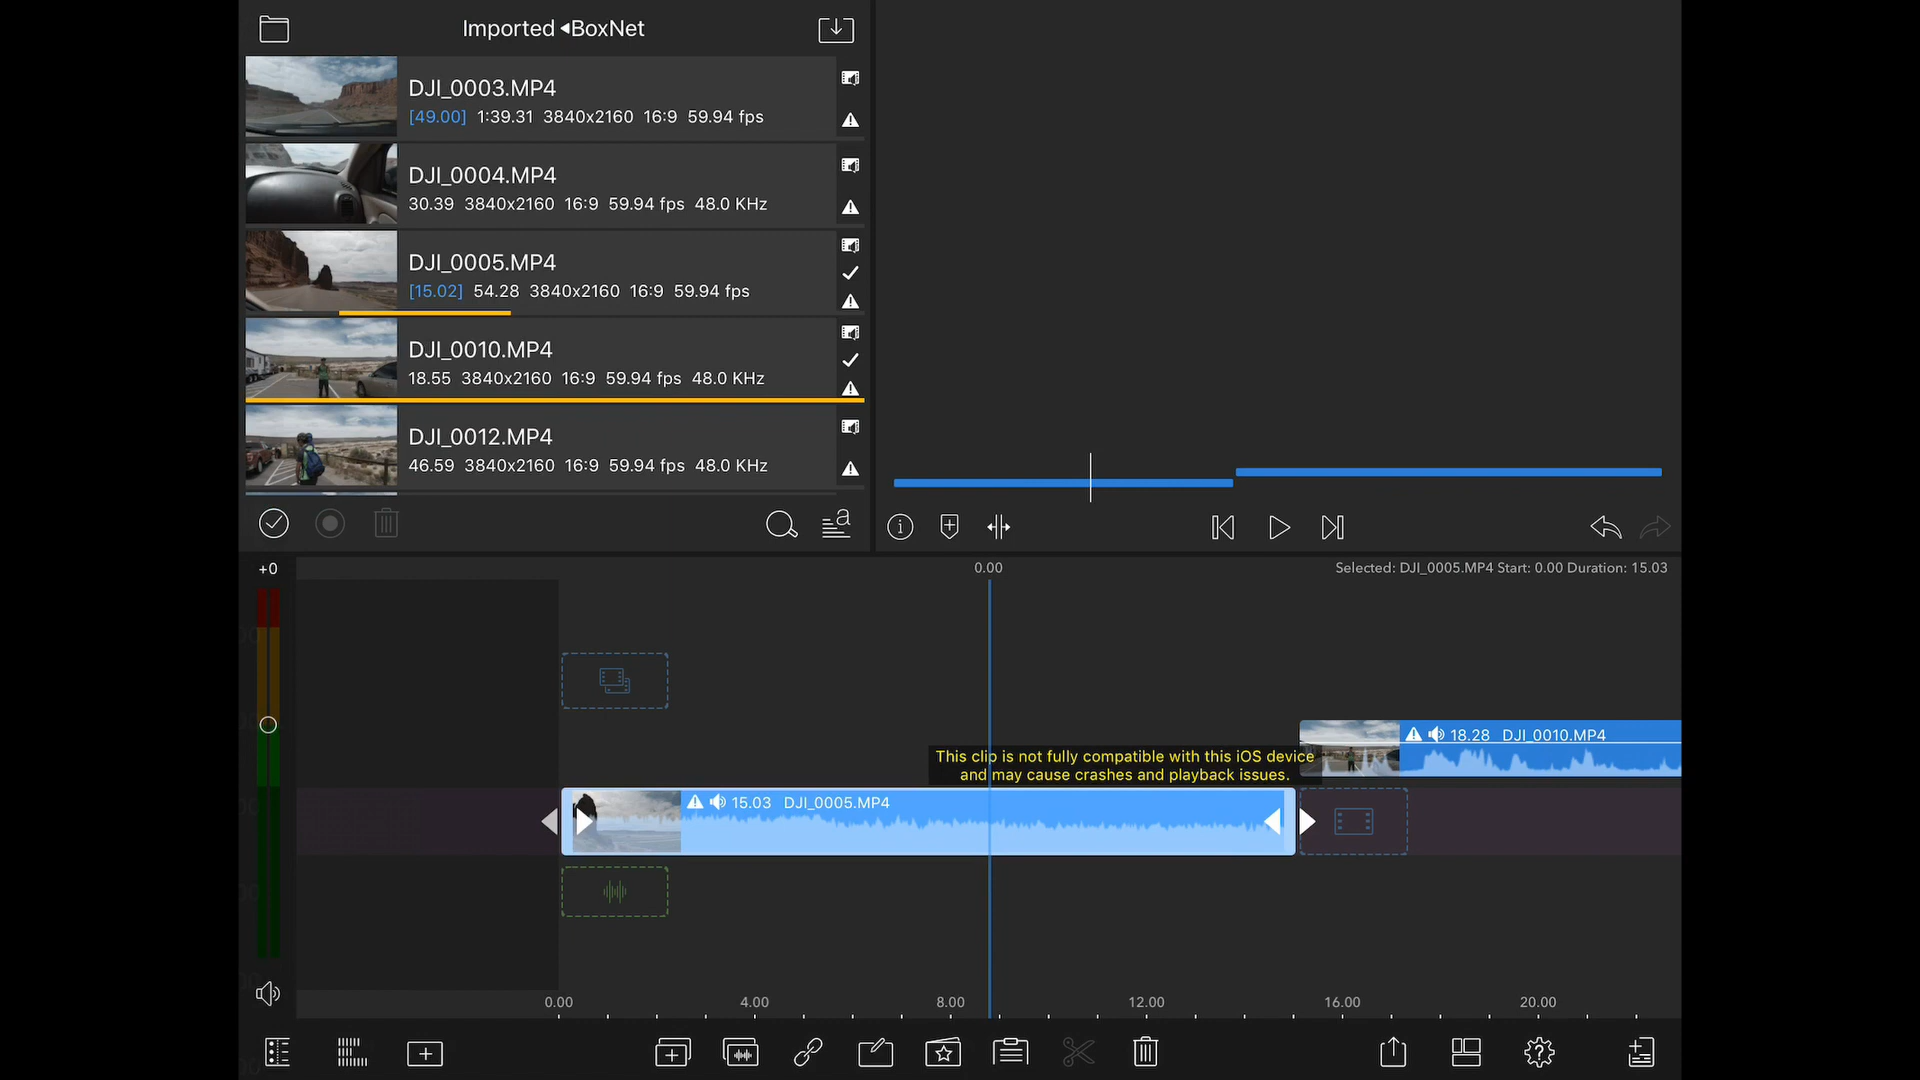 Imported ◂BoxNet
DJI_0003.MP4
[49.00] 1:39.31 3840x2160 16:9 59.94 fps
DJI_0004.MP4
30.39 3840x2160 16:9 59.94 fps 48.0 KHz
DJI_0005.MP4
[15.02] 54.28 3840x2160 16:9 59.94 fps
DJI_0010.MP4
18.55 3840x2160 16:9 59.94 fps 48.0 KHz
DJI_0012.MP4
46.59 3840x2160 16:9 59.94 fps 48.0 KHz
a
+0
0.00
Selected: DJI_0005.MP4 Start: 0.00 Duration: 15.03
18.28 DJI_0010.MP4
This clip is not fully compatible with this iOS device
and may cause crashes and playback issues.
15.03 DJI_0005.MP4
0.00 4.00 8.00 12.00 16.00 20.00